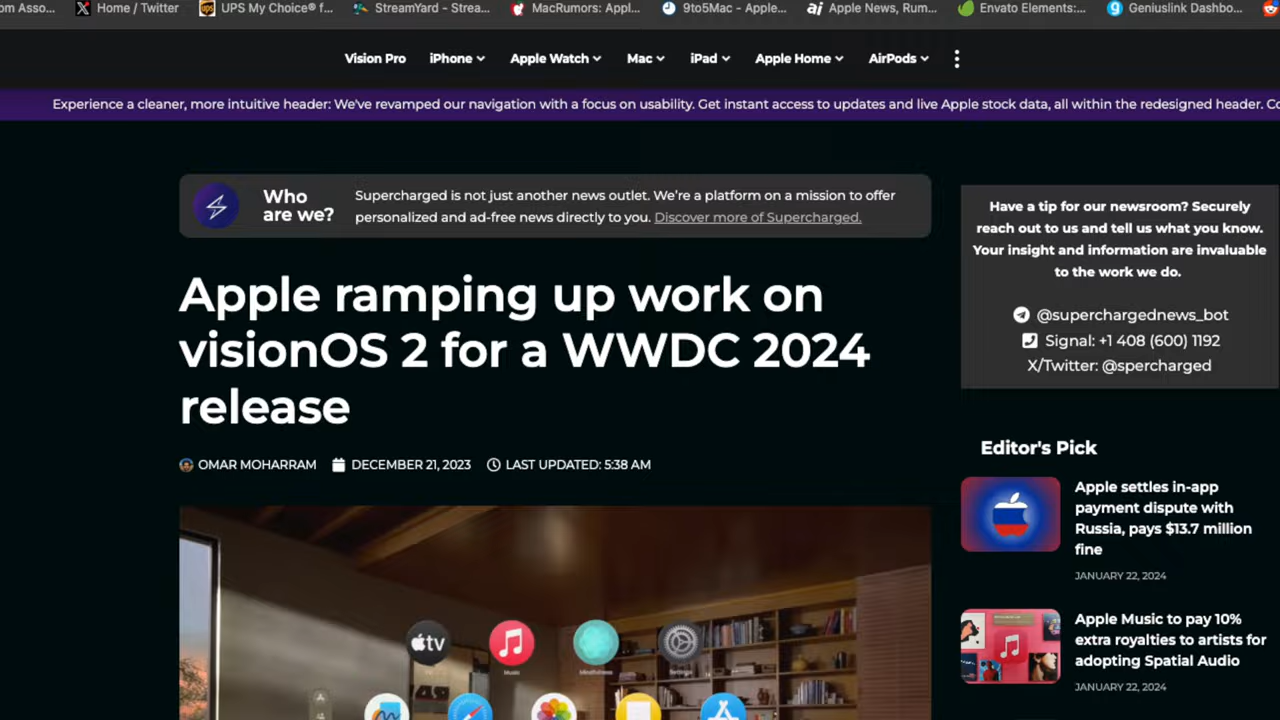 om Asso... Home / Twitter UPS My Choice® f... StreamYard - Strea... MacRumors: Appl... 9to5Mac - Apple... Apple News, Rum... Envato Elements:... Geniuslink Dashbo...
Vision Pro iPhone Apple Watch Mac iPad Apple Home AirPods
Experience a cleaner, more intuitive header: We've revamped our navigation with a focus on usability. Get instant access to updates and live Apple stock data, all within the redesigned header. Co
Who
are we?
Supercharged is not just another news outlet. We're a platform on a mission to offer
personalized and ad-free news directly to you. Discover more of Supercharged.
Apple ramping up work on
visionOS 2 for a WWDC 2024
release
OMAR MOHARRAM DECEMBER 21, 2023 LAST UPDATED: 5:38 AM
tv
Music
Have a tip for our newsroom? Securely
reach out to us and tell us what you know.
Your insight and information are invaluable
to the work we do.
@superchargednews_bot
Signal: +1 408 (600) 1192
X/Twitter: @spercharged
Editor's Pick
Apple settles in-app
payment dispute with
Russia, pays $13.7 million
fine
JANUARY 22, 2024
Apple Music to pay 10%
extra royalties to artists for
adopting Spatial Audio
JANUARY 22, 2024